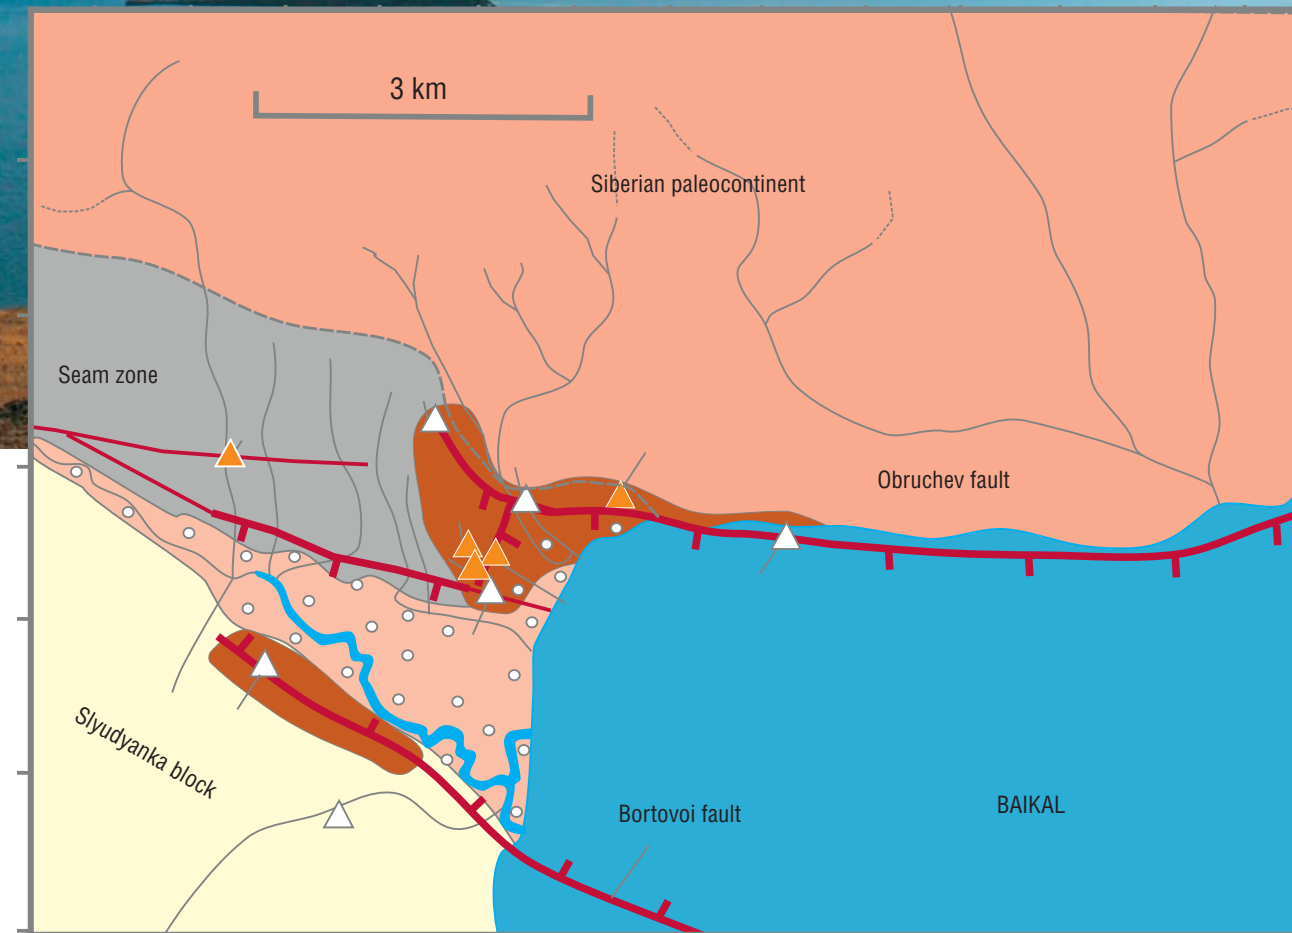 3 km
Siberian paleocontinent
Seam zone
Obruchev fault
Slyudyanka block
Bortovoi fault
BAIKAL